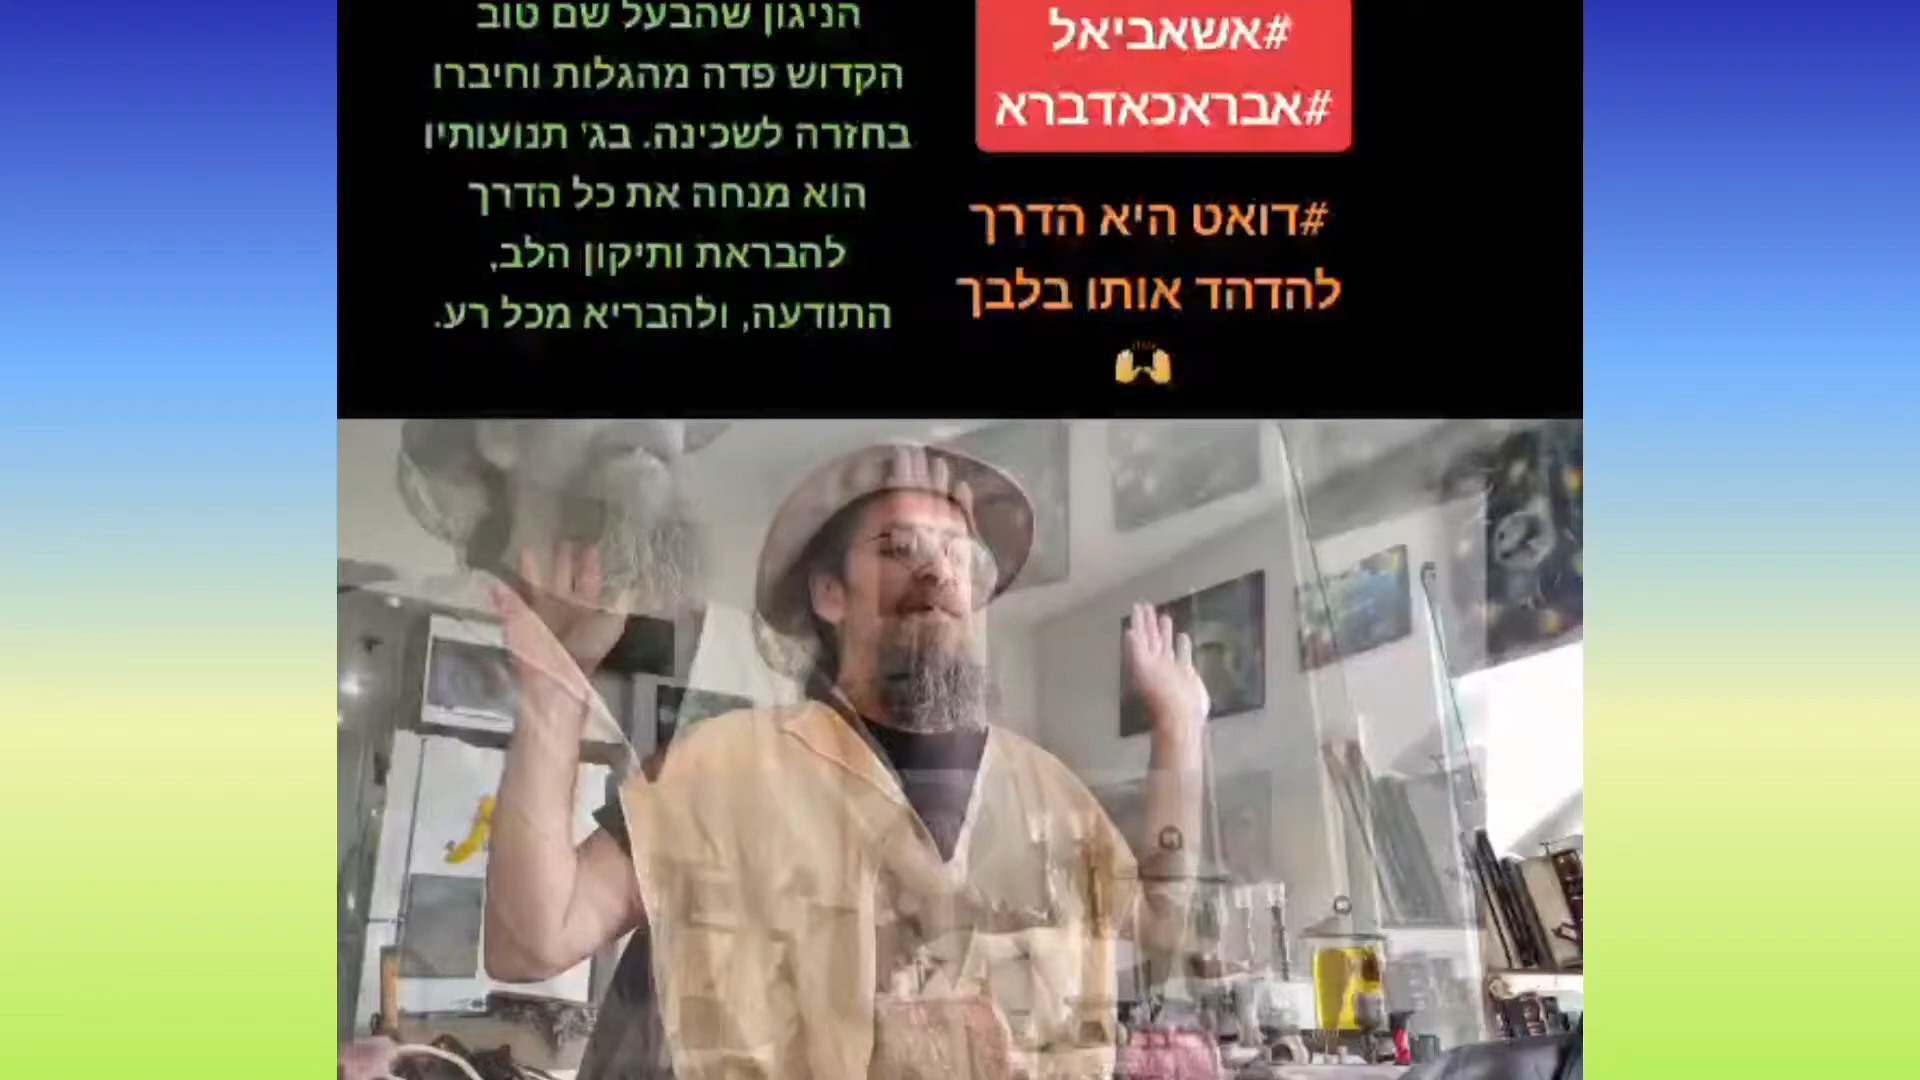 #אשאביאל
#אבראכאדברא
#דואט היא הדרך
להדהד אותו בלבך
הניגון שהבעל שם טוב
הקדוש פדה מהגלות וחיברו
בחזרה לשכינה. בג' תנועותיו
הוא מנחה את כל הדרך
להבראת ותיקון הלב,
התודעה, ולהבריא מכל רע.